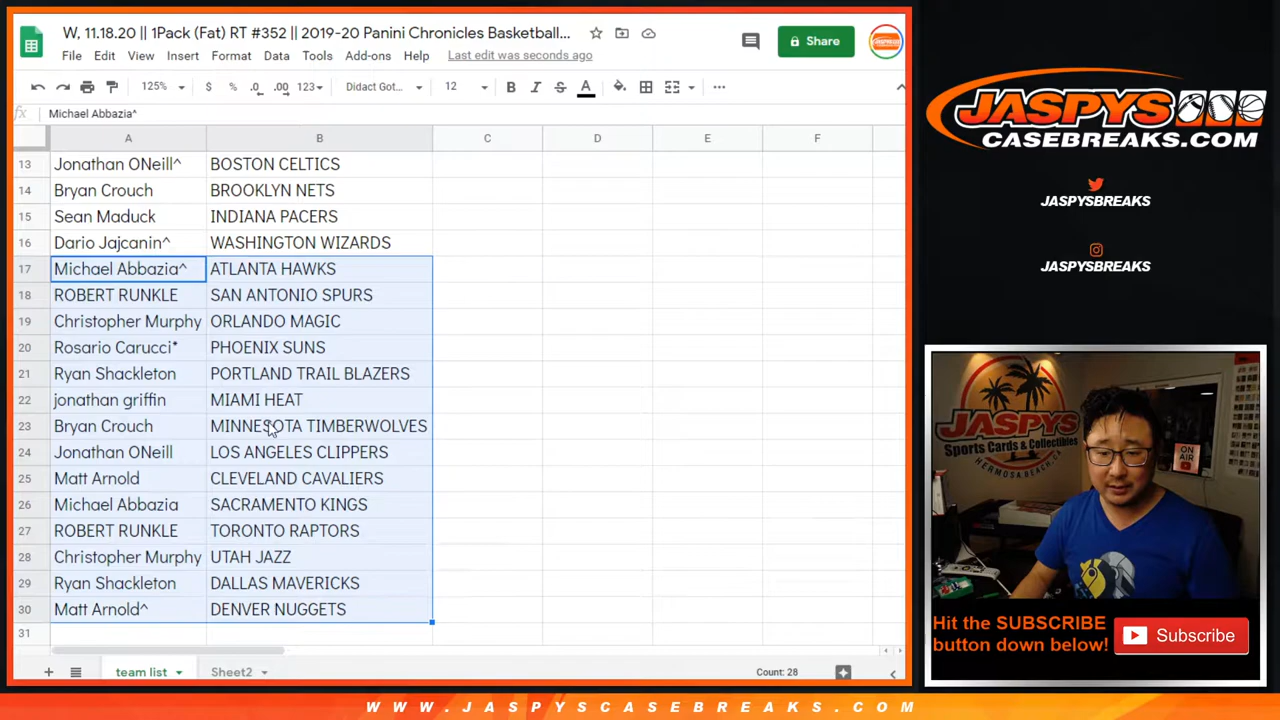 W, 11.18.20 || 1Pack (Fat) RT #352 || 2019-20 Panini Chronicles Basketball...
File Edit View Insert Format Data Tools Add-ons Help Last edit was seconds ago
Share
125% $ % .0 .00 123 Didact Got... 12 B I S A
fx Michael Abbazia^
A B C D E F
13 Jonathan ONeill^ BOSTON CELTICS
14 Bryan Crouch BROOKLYN NETS
15 Sean Maduck INDIANA PACERS
16 Dario Jajcanin^ WASHINGTON WIZARDS
17 Michael Abbazia^ ATLANTA HAWKS
18 ROBERT RUNKLE SAN ANTONIO SPURS
19 Christopher Murphy ORLANDO MAGIC
20 Rosario Carucci* PHOENIX SUNS
21 Ryan Shackleton PORTLAND TRAIL BLAZERS
22 jonathan griffin MIAMI HEAT
23 Bryan Crouch MINNESOTA TIMBERWOLVES
24 Jonathan ONeill LOS ANGELES CLIPPERS
25 Matt Arnold CLEVELAND CAVALIERS
26 Michael Abbazia SACRAMENTO KINGS
27 ROBERT RUNKLE TORONTO RAPTORS
28 Christopher Murphy UTAH JAZZ
29 Ryan Shackleton DALLAS MAVERICKS
30 Matt Arnold^ DENVER NUGGETS
31
team list Sheet2 Count: 28
JASPYS
CASEBREAKS.COM
JASPYSBREAKS
JASPYSBREAKS
JASPYS
Sports Cards & Collectibles
HERMOSA BEACH, CA
ON AIR
Hit the SUBSCRIBE
button down below!
Subscribe
WWW.JASPYSCASEBREAKS.COM